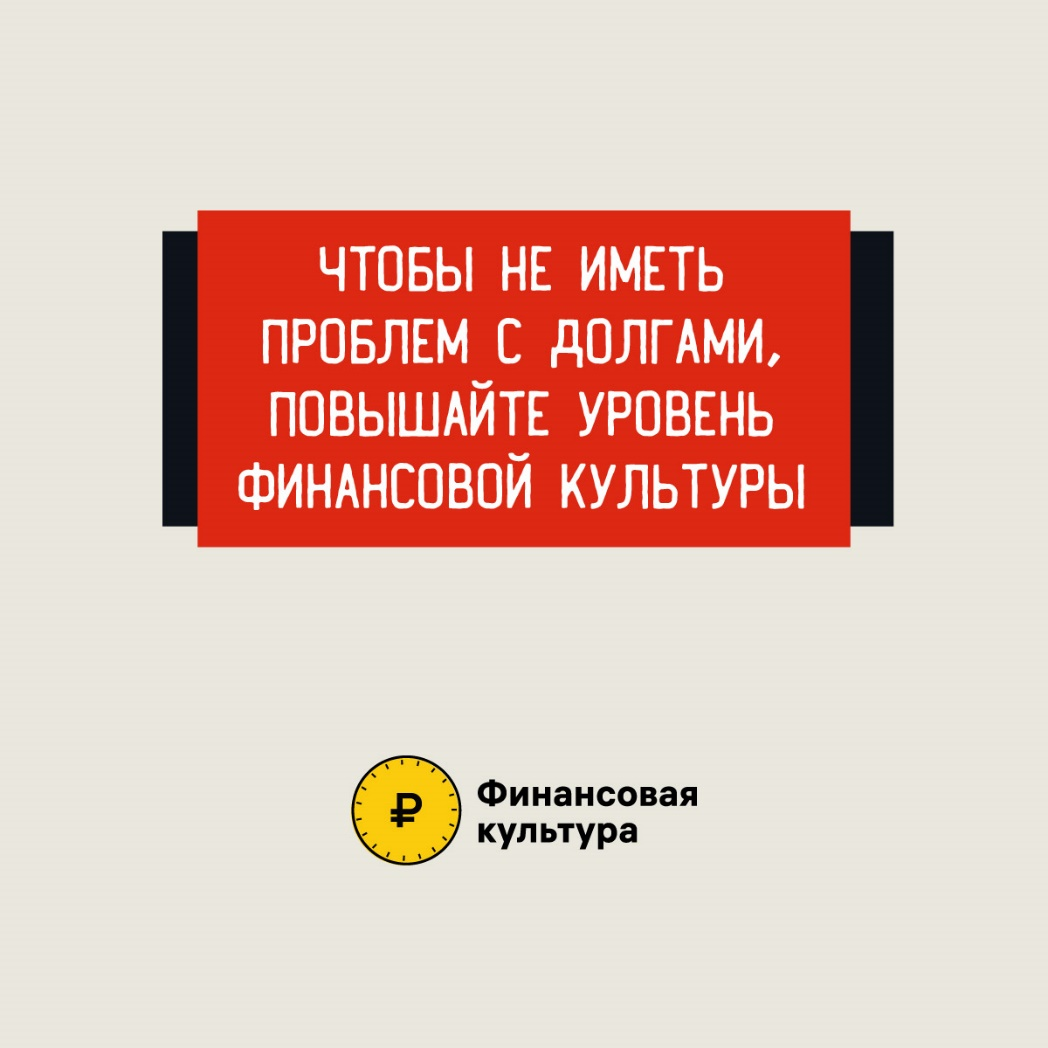 ЧТОБЫ НЕ ИМЕТЬ
ПРОБЛЕМ С ДОЛГАМИ,
ПОВЫШАЙТЕ УРОВЕНЬ
ФИНАНСОВОЙ КУЛЬТУРЫ
₽
Финансовая
культура